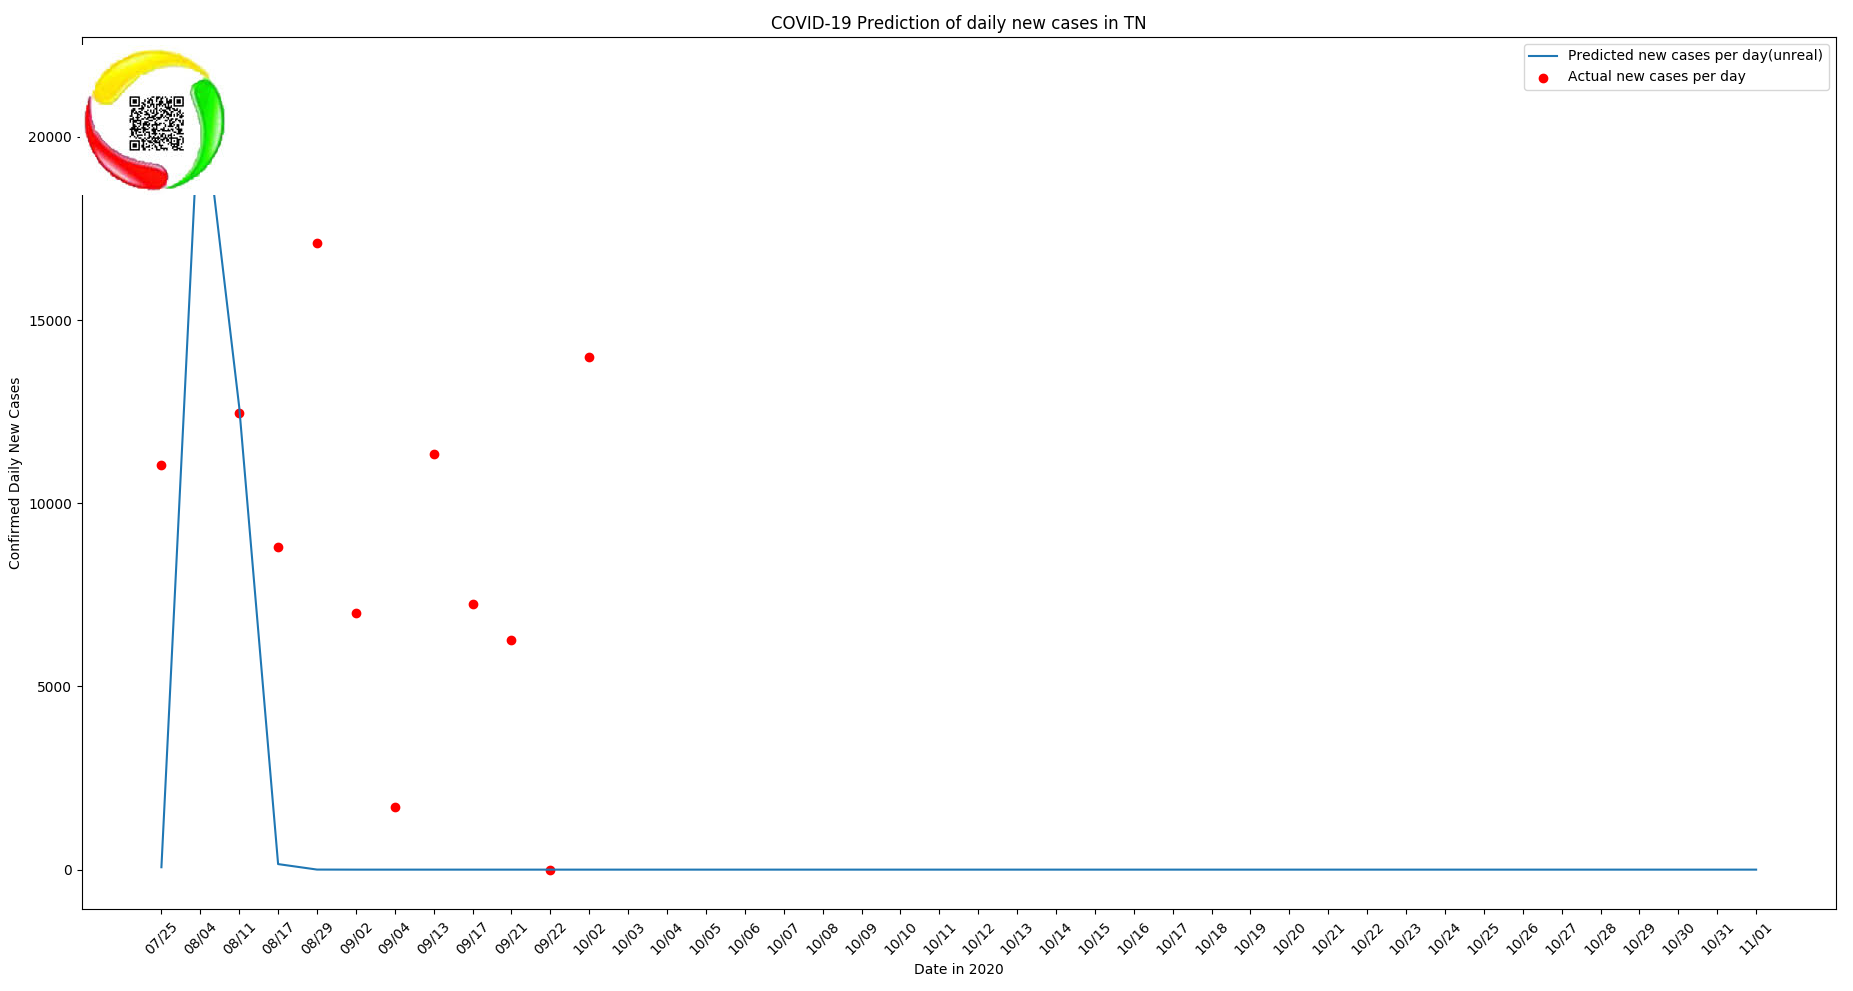 COVID-19 Prediction of daily new cases in TN
Predicted new cases per day(unreal)
Actual new cases per day
Confirmed Daily New Cases
20000
15000
10000
5000
0
07/25 08/04 08/11 08/17 08/29 09/02 09/04 09/13 09/17 09/21 09/22 10/02 10/03 10/04 10/05 10/06 10/07 10/08 10/09 10/10 10/11 10/12 10/13 10/14 10/15 10/16 10/17 10/18 10/19 10/20 10/21 10/22 10/23 10/24 10/25 10/26 10/27 10/28 10/29 10/30 10/31 11/01
Date in 2020